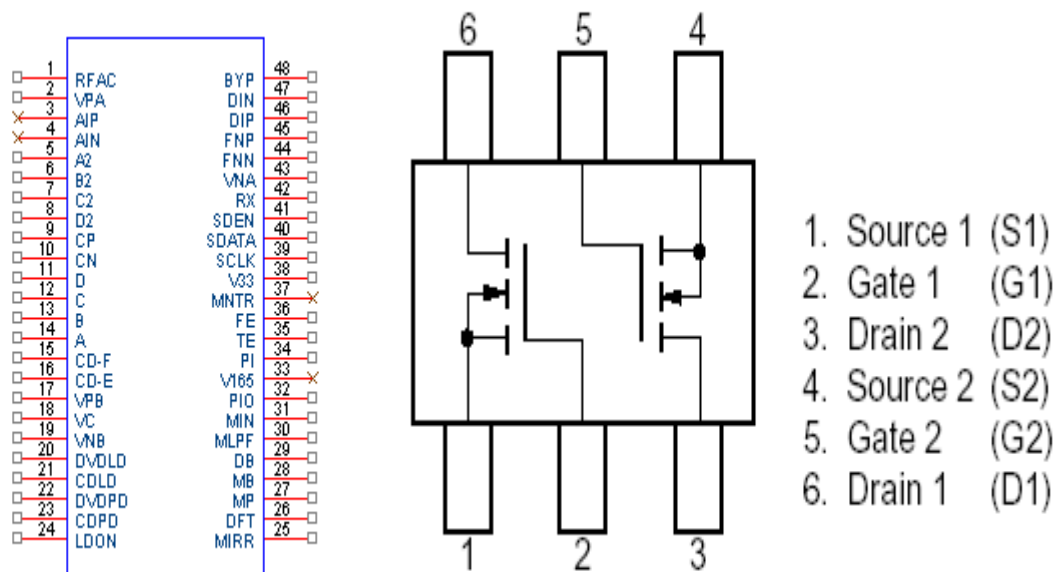 1 RFAC BYP 48
2 VPA DIN 47
3 AIP DIP 46
4 AIN FNP 45
5 A2 FNN 44
6 B2 VNA 43
7 C2 RX 42
8 D2 SDEN 41
9 CP SDATA 40
10 CN SCLK 39
11 D V33 38
12 C MNTR 37
13 B FE 36
14 A TE 35
15 CD-F PI 34
16 CD-E V165 33
17 VPB PIO 32
18 VC MIN 31
19 VNB MLPF 30
20 DVDLD DB 29
21 CDLD MB 28
22 DVDPD MP 27
23 CDPD DFT 26
24 LDON MIRR 25
6 5 4
1 2 3
1. Source 1 (S1)
2. Gate 1 (G1)
3. Drain 2 (D2)
4. Source 2 (S2)
5. Gate 2 (G2)
6. Drain 1 (D1)